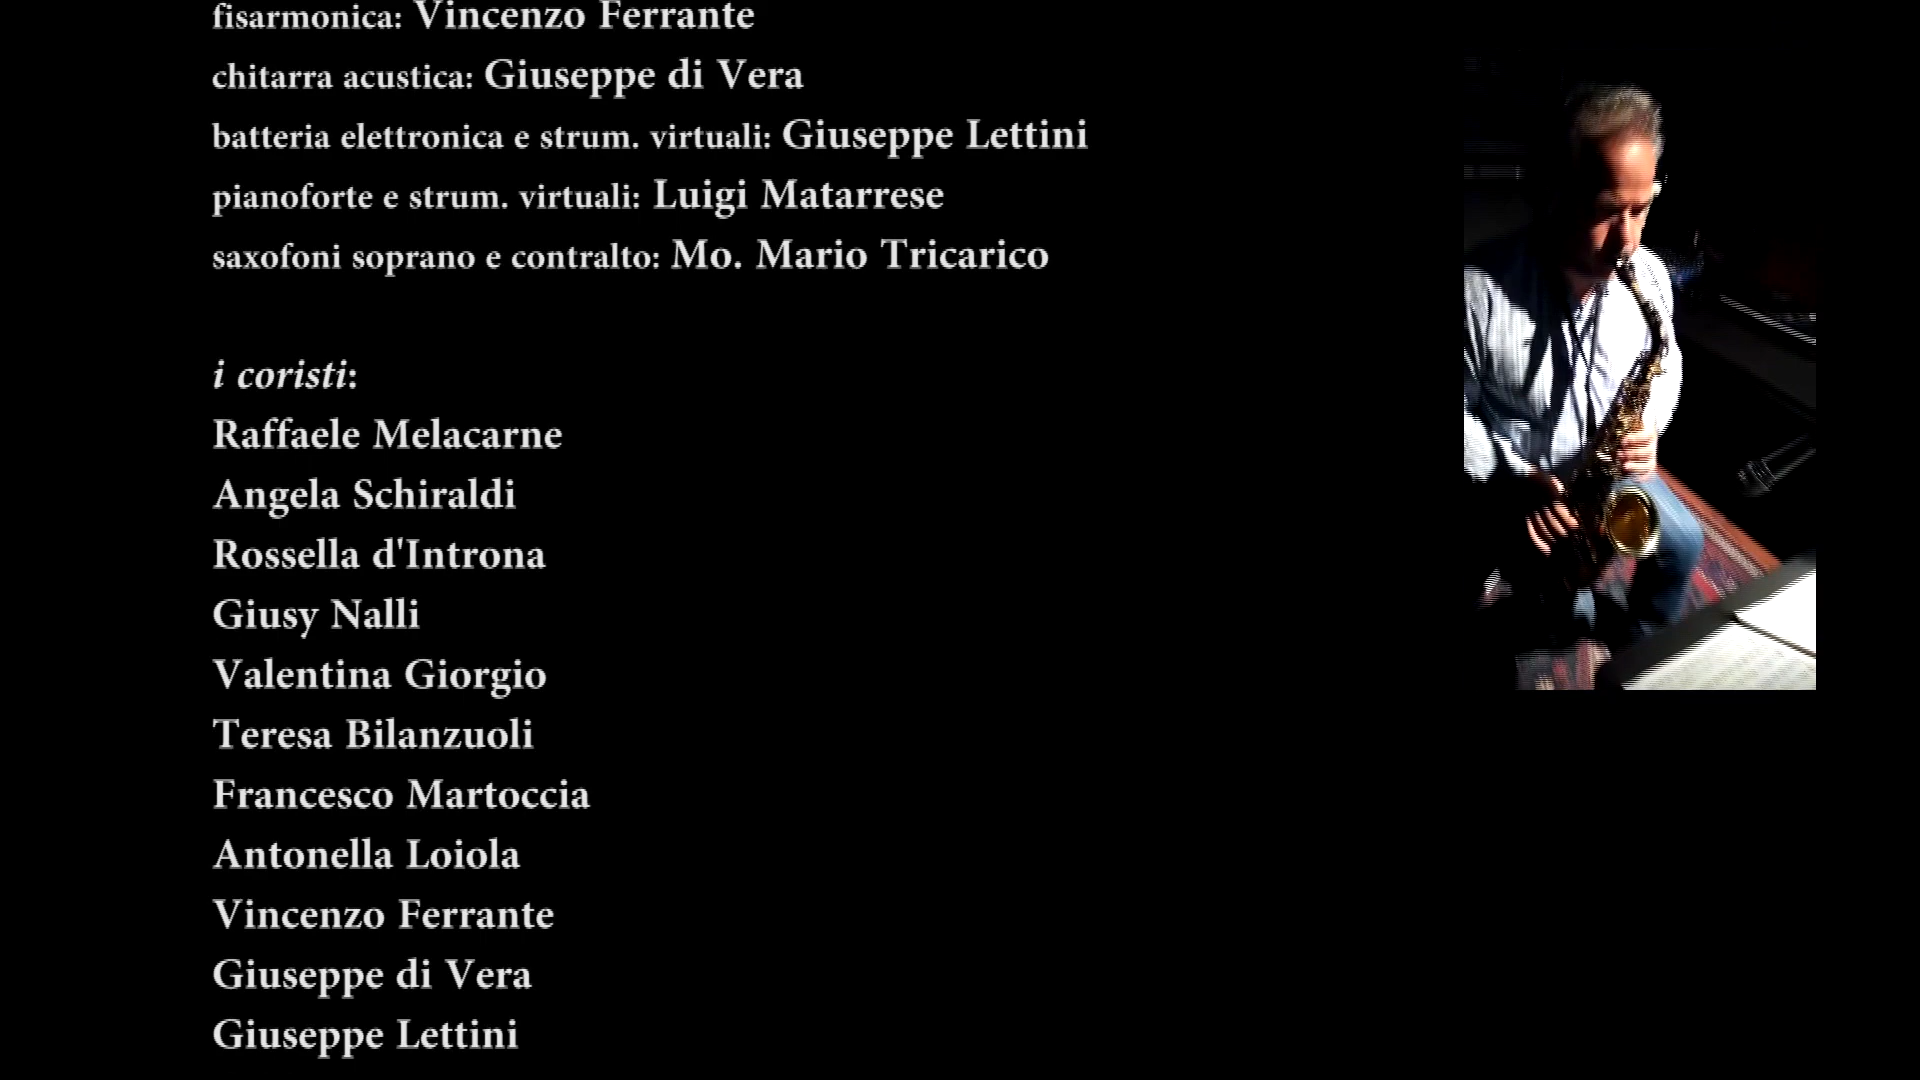 fisarmonica: Vincenzo Ferrante
chitarra acustica: Giuseppe di Vera
batteria elettronica e strum. virtuali: Giuseppe Lettini
pianoforte e strum. virtuali: Luigi Matarrese
saxofoni soprano e contralto: Mo. Mario Tricarico
i coristi:
Raffaele Melacarne
Angela Schiraldi
Rossella d'Introna
Giusy Nalli
Valentina Giorgio
Teresa Bilanzuoli
Francesco Martoccia
Antonella Loiola
Vincenzo Ferrante
Giuseppe di Vera
Giuseppe Lettini